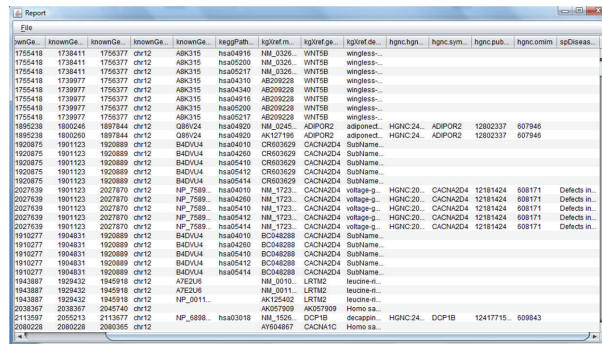 Report
File
ownGe... knownGe... knownGe... knownGe... knownGe... keggPath... kgXref.m... kgXref.ge... kgXref.de... hgnc.hgn... hgnc.sym... hgnc.pub... hgnc.omim spDiseas...
1755418 1738411 1756377 chr12 A8K315 hsa04916 NM_0326... WNT5B wingless-...
1755418 1738411 1756377 chr12 A8K315 hsa05200 NM_0326... WNT5B wingless-...
1755418 1738411 1756377 chr12 A8K315 hsa05217 NM_0326... WNT5B wingless-...
1755418 1739977 1756377 chr12 A8K315 hsa04310 AB209228 WNT5B wingless-...
1755418 1739977 1756377 chr12 A8K315 hsa04340 AB209228 WNT5B wingless-...
1755418 1739977 1756377 chr12 A8K315 hsa04916 AB209228 WNT5B wingless-...
1755418 1739977 1756377 chr12 A8K315 hsa05200 AB209228 WNT5B wingless-...
1755418 1739977 1756377 chr12 A8K315 hsa05217 AB209228 WNT5B wingless-...
1895238 1800246 1897844 chr12 Q86V24 hsa04920 NM_0245... ADIPOR2 adiponect... HGNC:24... ADIPOR2 12802337 607946
1895238 1800260 1897844 chr12 Q86V24 hsa04920 AK127196 ADIPOR2 adiponect... HGNC:24... ADIPOR2 12802337 607946
1920875 1901123 1920889 chr12 B4DVU4 hsa04010 CR603629 CACNA2D4 SubName...
1920875 1901123 1920889 chr12 B4DVU4 hsa04260 CR603629 CACNA2D4 SubName...
1920875 1901123 1920889 chr12 B4DVU4 hsa05410 CR603629 CACNA2D4 SubName...
1920875 1901123 1920889 chr12 B4DVU4 hsa05412 CR603629 CACNA2D4 SubName...
1920875 1901123 1920889 chr12 B4DVU4 hsa05414 CR603629 CACNA2D4 SubName...
2027639 1901123 2027870 chr12 NP_7589... hsa04010 NM_1723... CACNA2D4 voltage-g... HGNC:20... CACNA2D4 12181424 608171 Defects in...
2027639 1901123 2027870 chr12 NP_7589... hsa04260 NM_1723... CACNA2D4 voltage-g... HGNC:20... CACNA2D4 12181424 608171 Defects in...
2027639 1901123 2027870 chr12 NP_7589... hsa05410 NM_1723... CACNA2D4 voltage-g... HGNC:20... CACNA2D4 12181424 608171 Defects in...
2027639 1901123 2027870 chr12 NP_7589... hsa05412 NM_1723... CACNA2D4 voltage-g... HGNC:20... CACNA2D4 12181424 608171 Defects in...
2027639 1901123 2027870 chr12 NP_7589... hsa05414 NM_1723... CACNA2D4 voltage-g... HGNC:20... CACNA2D4 12181424 608171 Defects in...
1910277 1904831 1920889 chr12 B4DVU4 hsa04010 BC048288 CACNA2D4 SubName...
1910277 1904831 1920889 chr12 B4DVU4 hsa04260 BC048288 CACNA2D4 SubName...
1910277 1904831 1920889 chr12 B4DVU4 hsa05410 BC048288 CACNA2D4 SubName...
1910277 1904831 1920889 chr12 B4DVU4 hsa05412 BC048288 CACNA2D4 SubName...
1910277 1904831 1920889 chr12 B4DVU4 hsa05414 BC048288 CACNA2D4 SubName...
1943887 1929432 1945918 chr12 A7E2U6 NM_0010... LRTM2 leucine-ri...
1943887 1929432 1945918 chr12 A7E2U6 NM_0011... LRTM2 leucine-ri...
1943887 1929432 1945918 chr12 NP_0011... AK125402 LRTM2 leucine-ri...
2038367 2038367 2045740 chr12 AK057909 AK057909 Homo sa...
2113597 2055213 2113677 chr12 NP_6898... hsa03018 NM_1526... DCP1B decappin... HGNC:24... DCP1B 12417715... 609843
2080228 2080228 2080365 chr12 AY604867 CACNA1C Homo sa...